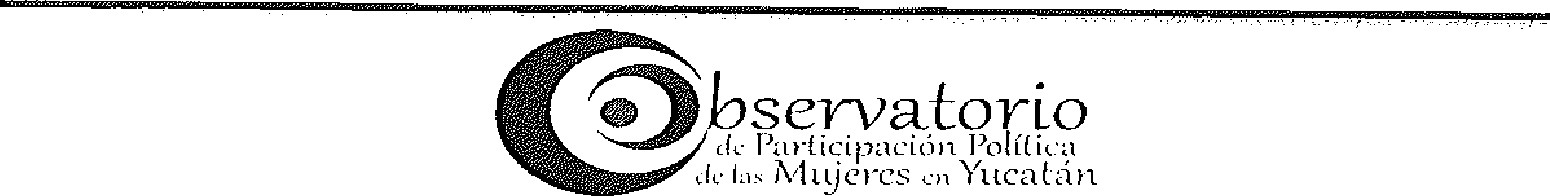 Observatorio
de Participación Política
de las Mujeres en Yucatán